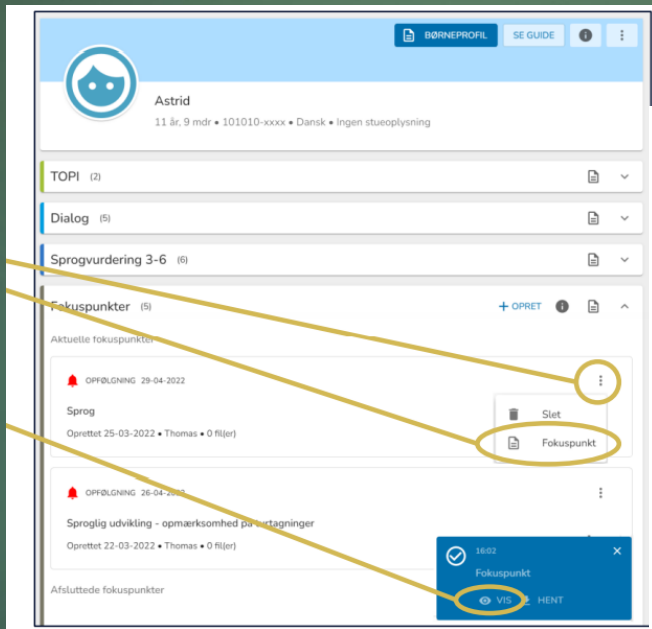 BØRNEPROFIL SE GUIDE
Astrid
11 år, 9 mdr • 101010-xxxx • Dansk • Ingen stueoplysning
TOPI (2)
Dialog (5)
Sprogvurdering 3-6 (6)
Fokuspunkter (5) + OPRET
Aktuelle fokuspunkter
OPFØLGNING 29-04-2022
Sprog
Oprettet 25-03-2022 • Thomas • 0 fil(er)
Slet
Fokuspunkt
OPFØLGNING 26-04-2022
Sproglig udvikling - opmærksomhed på lydtagninger
Oprettet 22-03-2022 • Thomas • 0 fil(er)
16:02
Fokuspunkt
VIS HENT
Afsluttede fokuspunkter